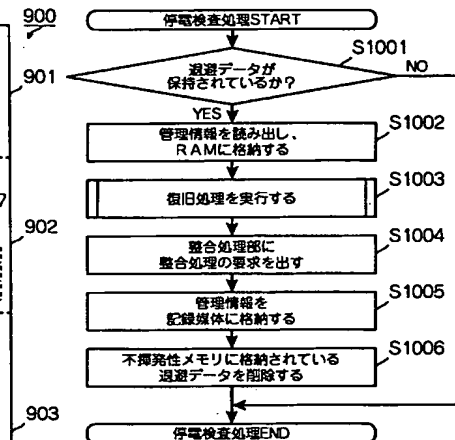 900
停電検査処理START
S1001
901
退避データが
保持されているか?
NO
YES
S1002
管理情報を読み出し、
RAMに格納する
S1003
復旧処理を実行する
902
S1004
整合処理部に
整合処理の要求を出す
S1005
管理情報を
記録媒体に格納する
S1006
不揮発性メモリに格納されている
退避データを削除する
903
停電検査処理END